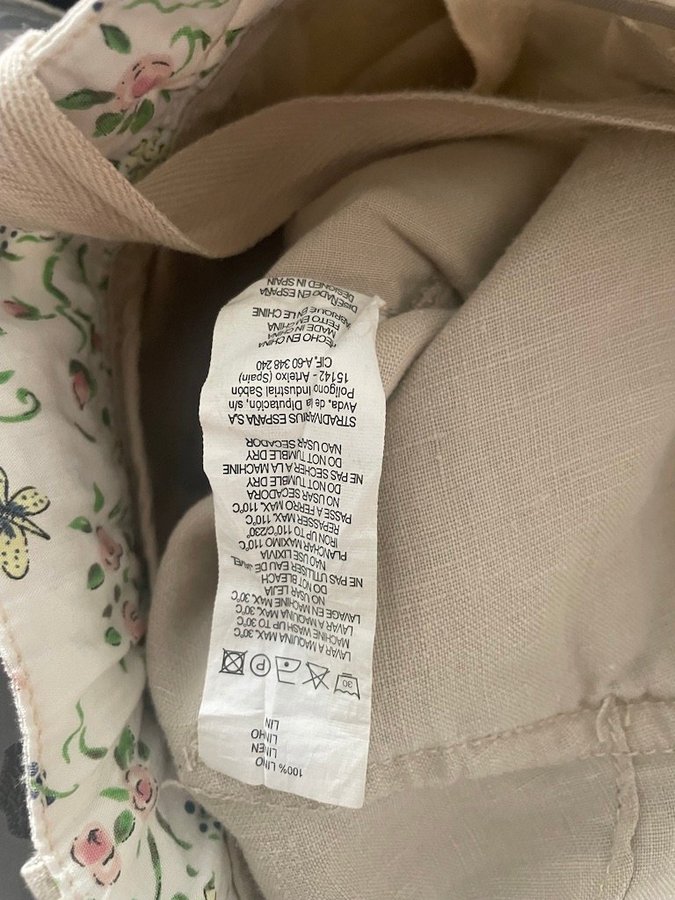 100% LINO
LINEN
LINHO
LIN
30 P
LAVAR A MAQUINA MAX. 30°C
MACHINE WASH UP TO 30°C
LAVAR A MAQUINA MAX. 30°C
LAVAGE EN MACHINE MAX. 30°C
NO USAR LEJIA
DO NOT BLEACH
NE PAS UTILISER EAU DE JAVEL
NAO USE LIXIVIA
PLANCHAR MAXIMO 110°C
IRON UP TO 110°C/230°
REPASSER MAX. 110°C
PASSE A FERRO MAX. 110°C
NO USAR SECADORA
DO NOT TUMBLE DRY
NE PAS SECHER A LA MACHINE
DO NOT TUMBLE DRY
NAO USAR SECADOR
STRADIVARIUS ESPAÑA S.A
Avda. de la Diputación, s/n
Polígono Industrial Sabón
15142 - Arteixo (Spain)
CIF. A-60 348 240
HECHO EN CHINA
MADE IN CHINA
FEITO EN CHINA
FABRIQUE EN LE CHINE
DISEÑADO EN ESPAÑA
DESIGNED IN SPAIN